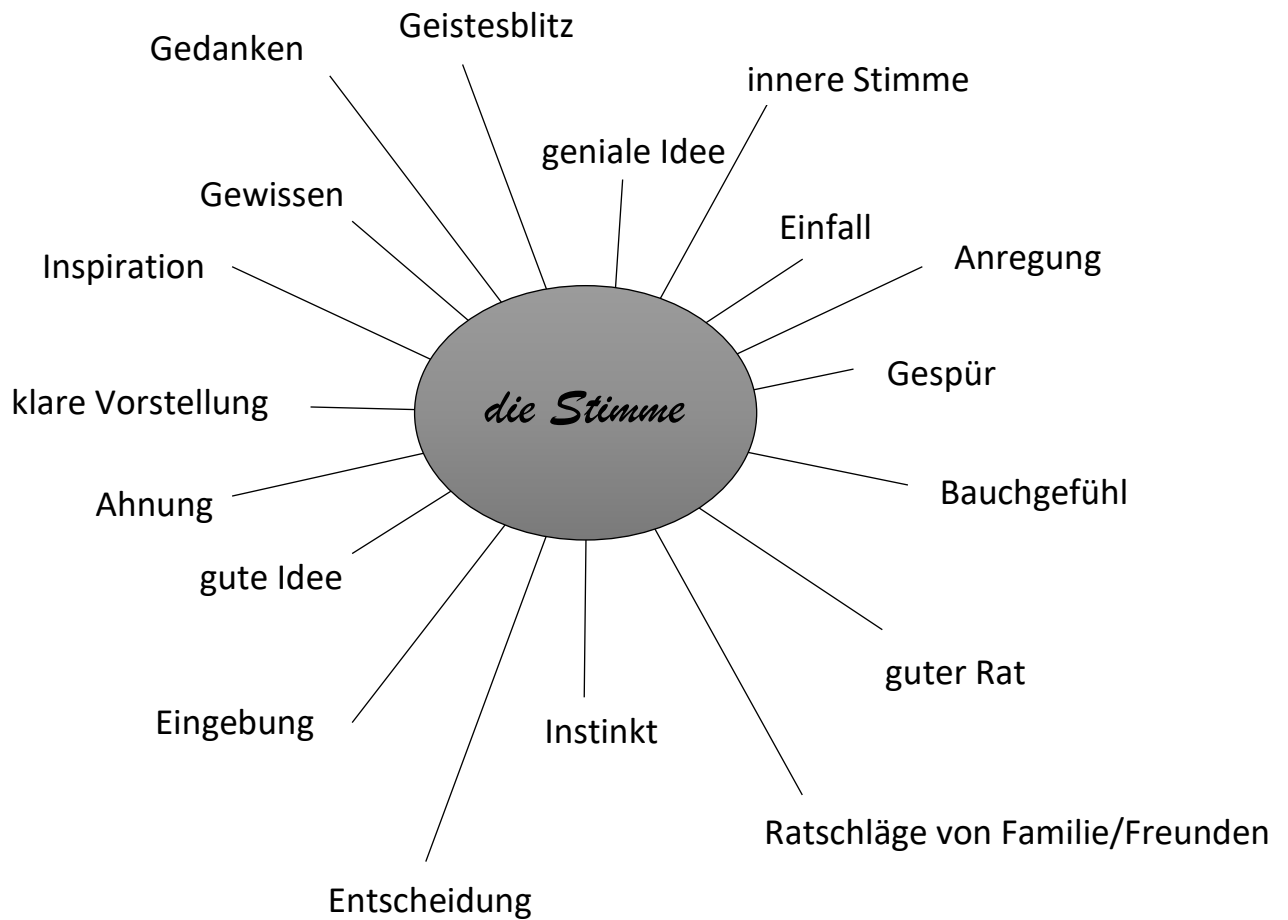 Geistesblitz
Gedanken
innere Stimme
geniale Idee
Gewissen
Einfall
Anregung
Inspiration
Gespür
klare Vorstellung
die Stimme
Bauchgefühl
Ahnung
gute Idee
guter Rat
Eingebung
Instinkt
Ratschläge von Familie/Freunden
Entscheidung